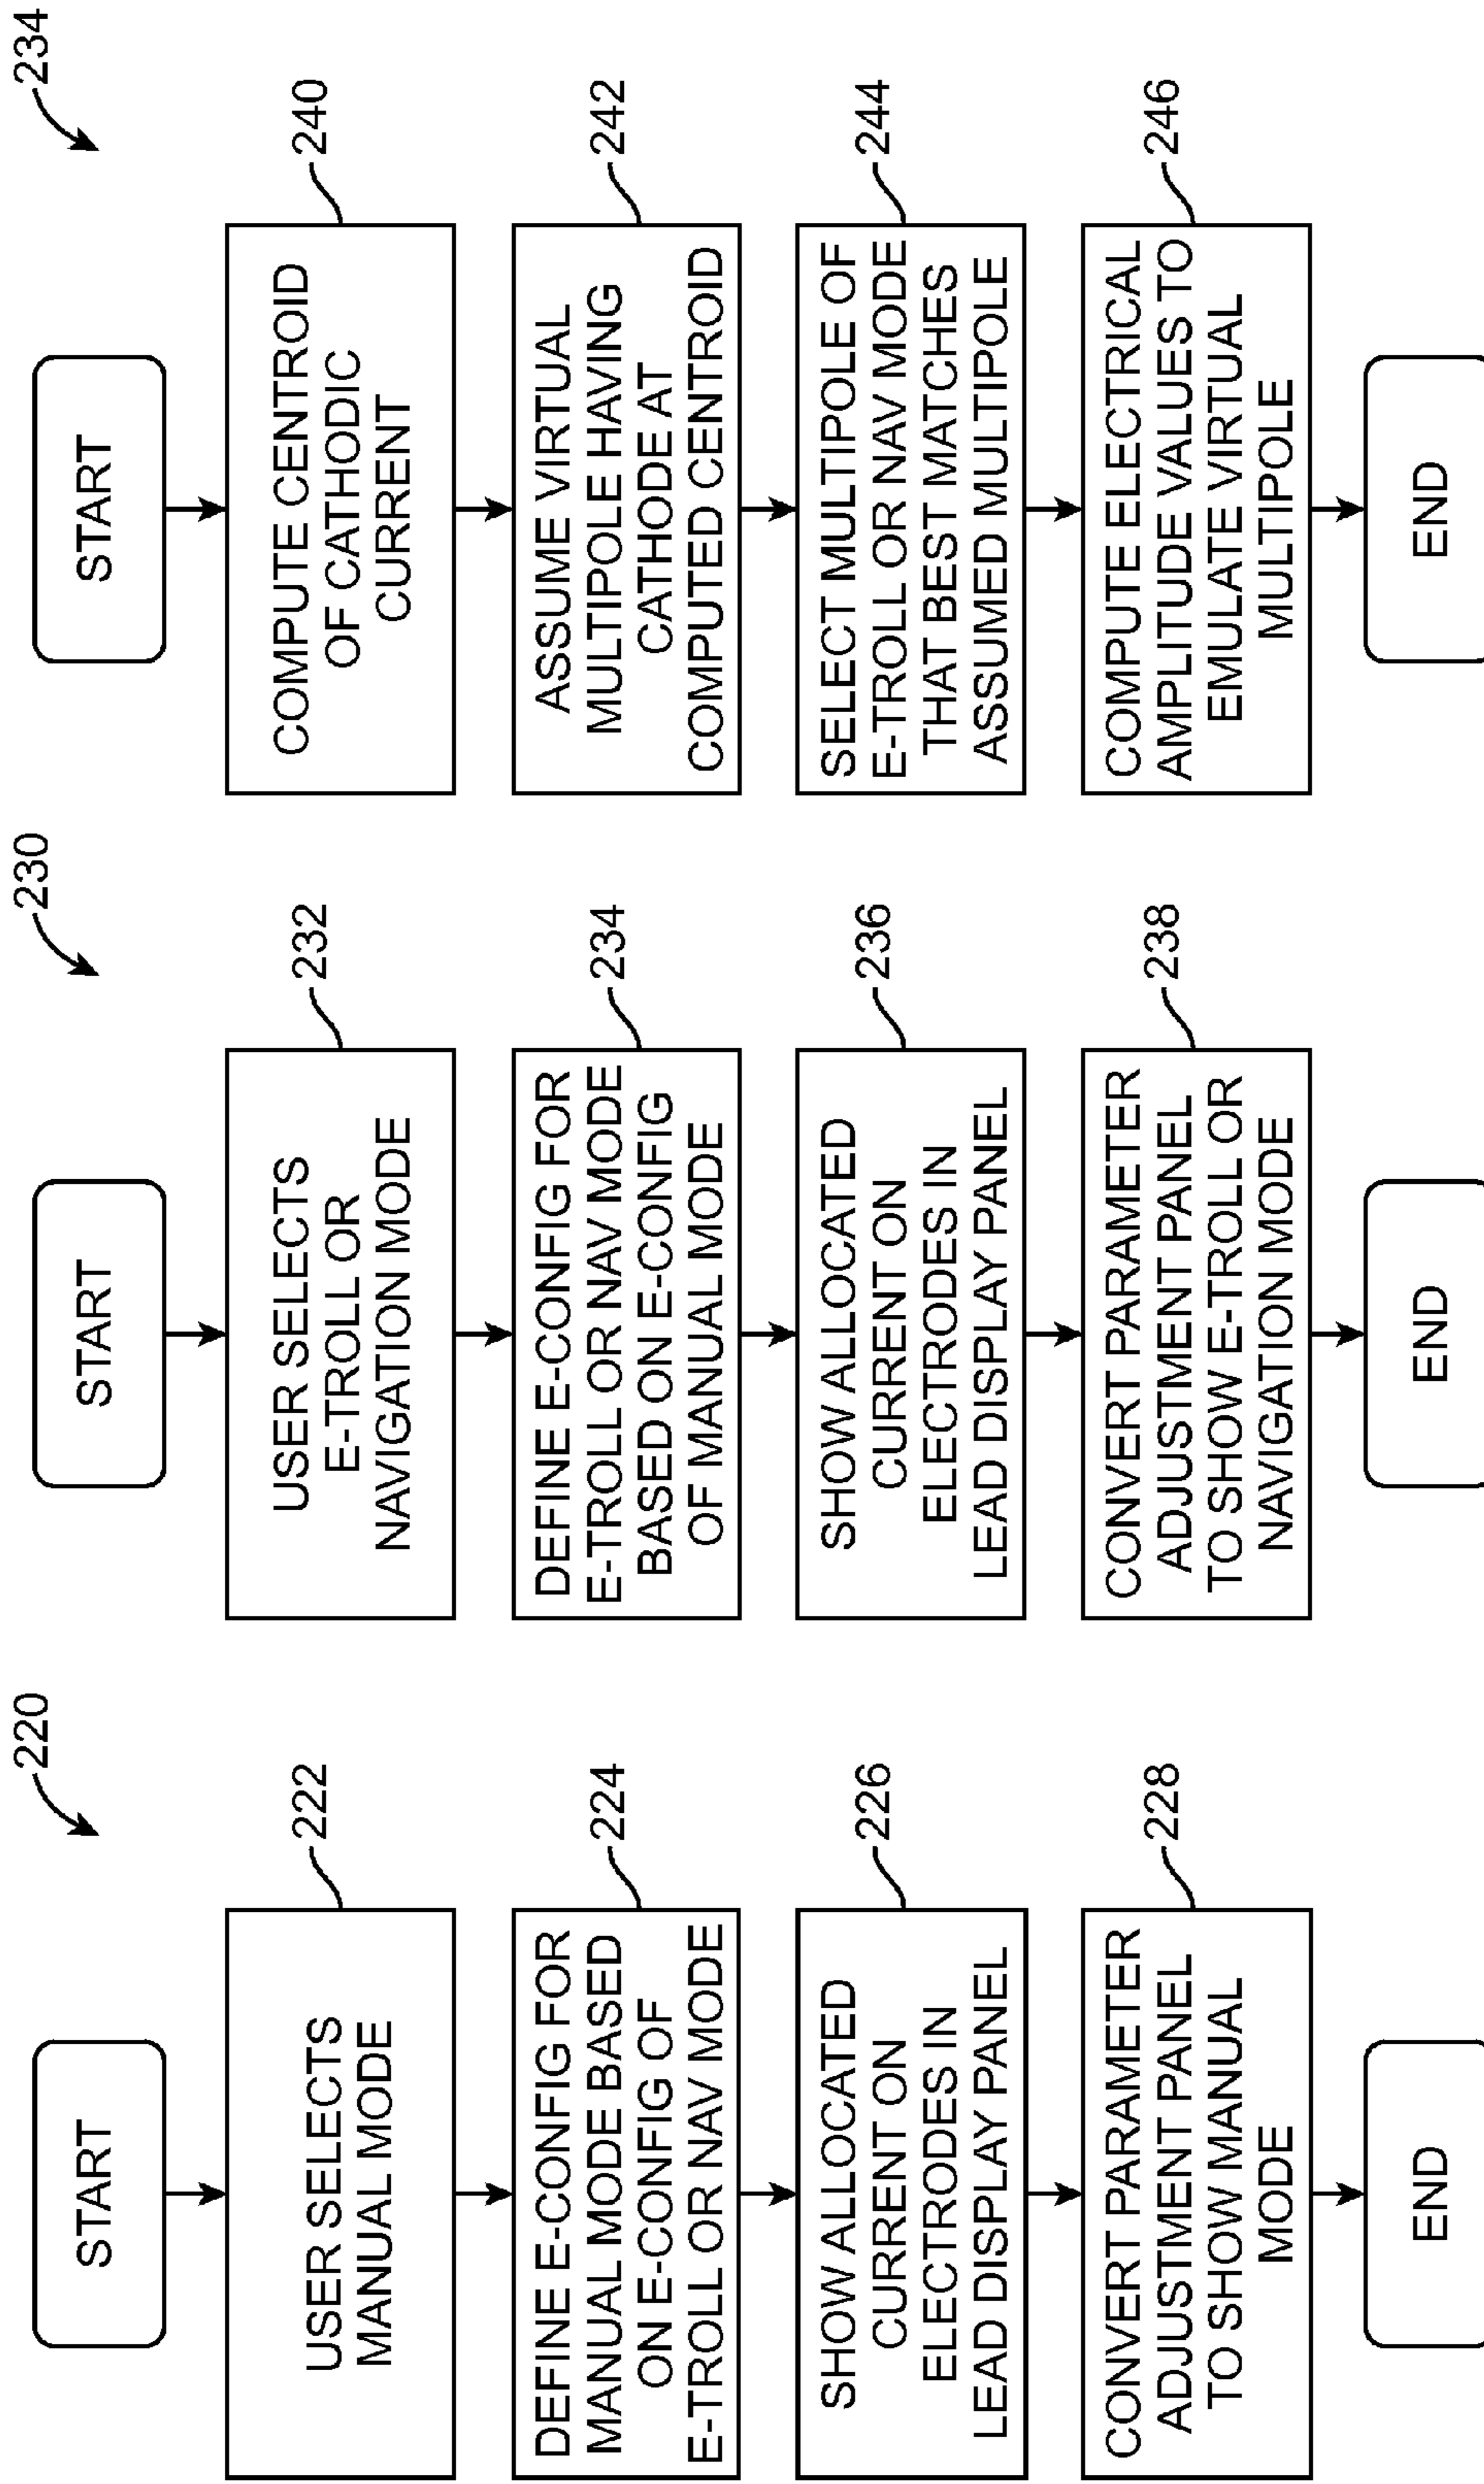 220
START
USER SELECTS
MANUAL MODE
222
DEFINE E-CONFIG FOR
MANUAL MODE BASED
ON E-CONFIG OF
E-TROLL OR NAV MODE
224
SHOW ALLOCATED
CURRENT ON
ELECTRODES IN
LEAD DISPLAY PANEL
226
CONVERT PARAMETER
ADJUSTMENT PANEL
TO SHOW MANUAL
MODE
228
END
230
START
USER SELECTS
E-TROLL OR
NAVIGATION MODE
232
DEFINE E-CONFIG FOR
E-TROLL OR NAV MODE
BASED ON E-CONFIG
OF MANUAL MODE
234
SHOW ALLOCATED
CURRENT ON
ELECTRODES IN
LEAD DISPLAY PANEL
236
CONVERT PARAMETER
ADJUSTMENT PANEL
TO SHOW E-TROLL OR
NAVIGATION MODE
238
END
234
START
COMPUTE CENTROID
OF CATHODIC
CURRENT
240
ASSUME VIRTUAL
MULTIPOLE HAVING
CATHODE AT
COMPUTED CENTROID
242
SELECT MULTIPOLE OF
E-TROLL OR NAV MODE
THAT BEST MATCHES
ASSUMED MULTIPOLE
244
COMPUTE ELECTRICAL
AMPLITUDE VALUES TO
EMULATE VIRTUAL
MULTIPOLE
246
END